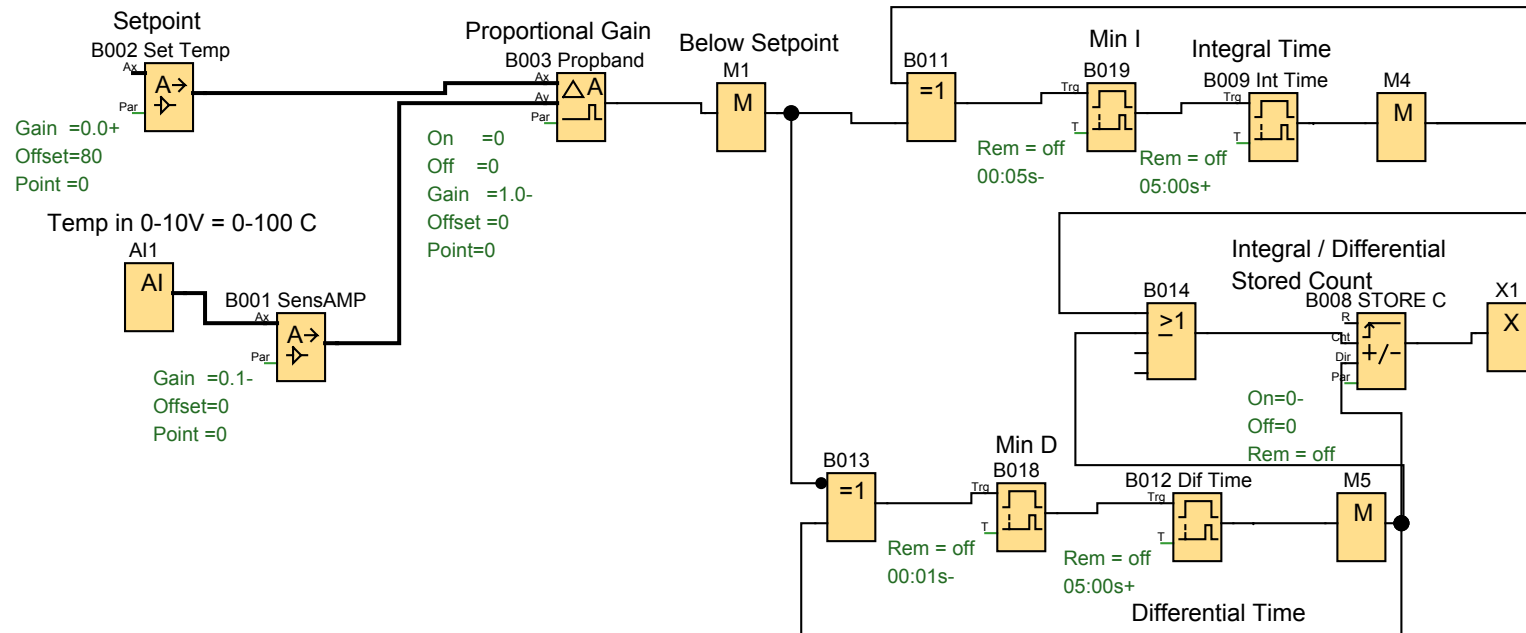 Setpoint
B002 Set Temp
Ax
A→
Par
Gain =0.0+
Offset=80
Point =0
Temp in 0-10V = 0-100 C
AI1
AI
B001 SensAMP
Ax
A→
Par
Gain =0.1-
Offset=0
Point =0
Proportional Gain
B003 Propband
Ax
Ay
Par
△A
On =0
Off =0
Gain =1.0-
Offset =0
Point=0
Below Setpoint
M1
M
B011
=1
Min I
B019
Trg
T
Rem = off
00:05s-
Integral Time
B009 Int Time
Trg
T
Rem = off
05:00s+
M4
M
Integral / Differential
Stored Count
B014
≥1
B008 STORE C
R
Cnt
Dir
Par
+/-
On=0-
Off=0
Rem = off
X1
X
B013
=1
Min D
B018
Trg
T
Rem = off
00:01s-
B012 Dif Time
Trg
T
Rem = off
05:00s+
M5
M
Differential Time